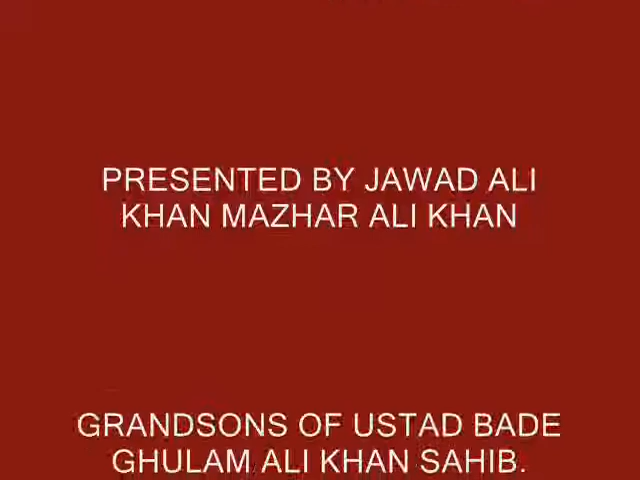 PRESENTED BY JAWAD ALI
KHAN MAZHAR ALI KHAN
GRANDSONS OF USTAD BADE
GHULAM ALI KHAN SAHIB.